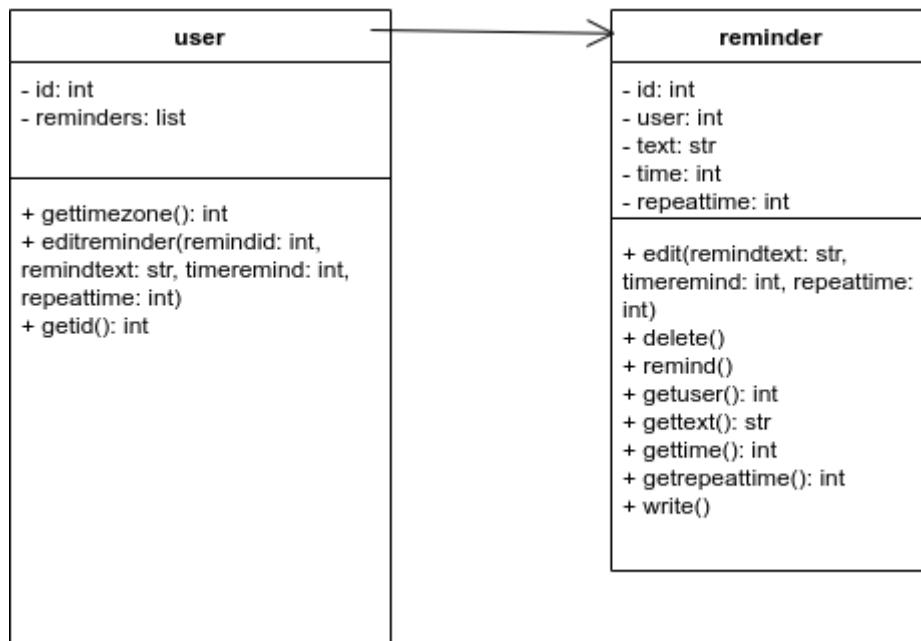 user
- id: int
- reminders: list
+ gettimezone(): int
+ editreminder(remindid: int,
remindtext: str, timeremind: int,
repeattime: int)
+ getid(): int
reminder
- id: int
- user: int
- text: str
- time: int
- repeattime: int
+ edit(remindtext: str,
timeremind: int, repeattime:
int)
+ delete()
+ remind()
+ getuser(): int
+ gettext(): str
+ gettime(): int
+ getrepeattime(): int
+ write()